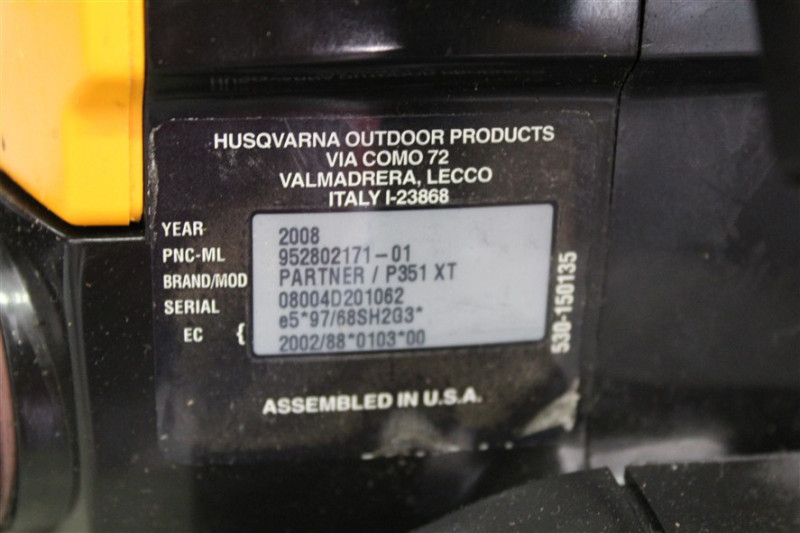 HUSQVARNA OUTDOOR PRODUCTS
VIA COMO 72
VALMADRERA, LECCO
ITALY I-23868
YEAR 2008
PNC-ML 952802171-01
BRAND/MOD PARTNER / P351 XT
SERIAL 08004D201062
EC { e5*97/68SH2G3*
2002/88*0103*00
530-150135
ASSEMBLED IN U.S.A.